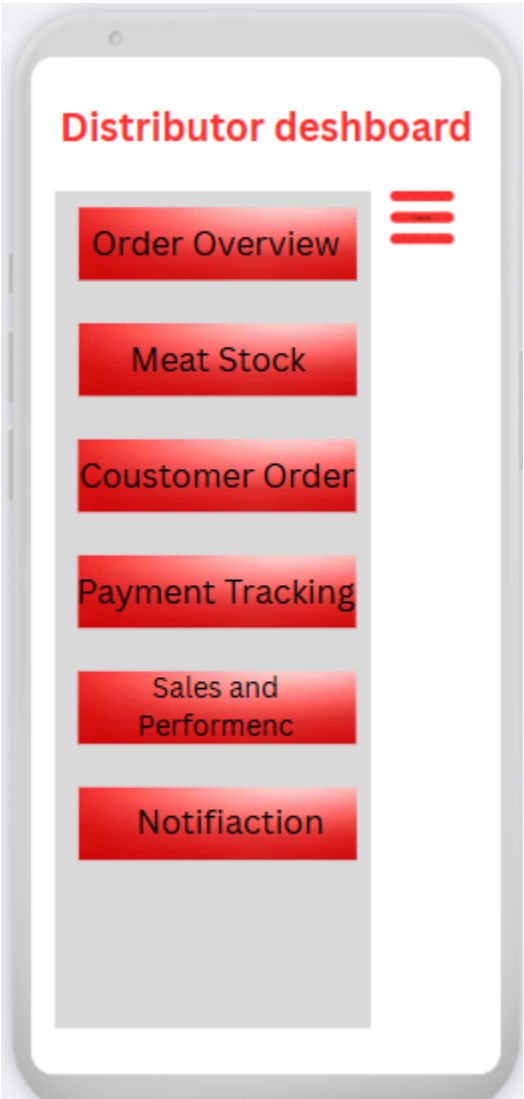 Distributor deshboard
Order Overview
Meat Stock
Coustomer Order
Payment Tracking
Sales and
Performenc
Notifiaction